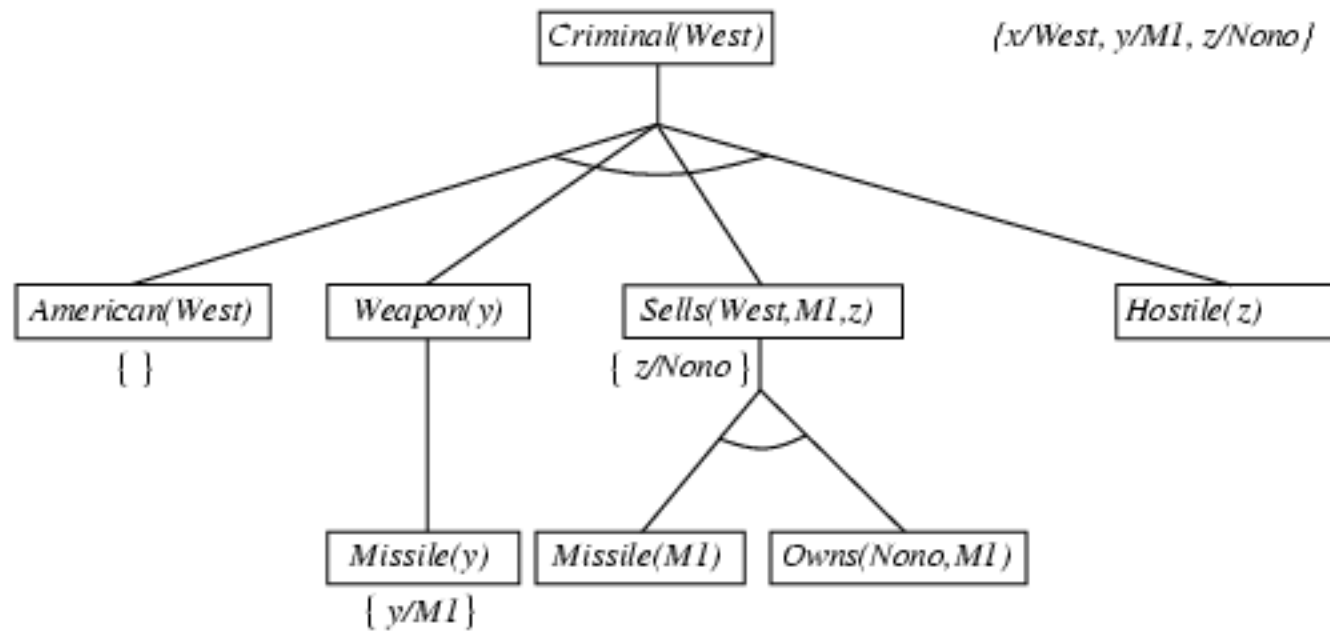 Criminal(West)
{x/West, y/M1, z/Nono}
American(West)
Weapon(y)
Sells(West,M1,z)
Hostile(z)
{ }
{ z/Nono }
Missile(y)
Missile(M1)
Owns(Nono,M1)
{ y/M1 }